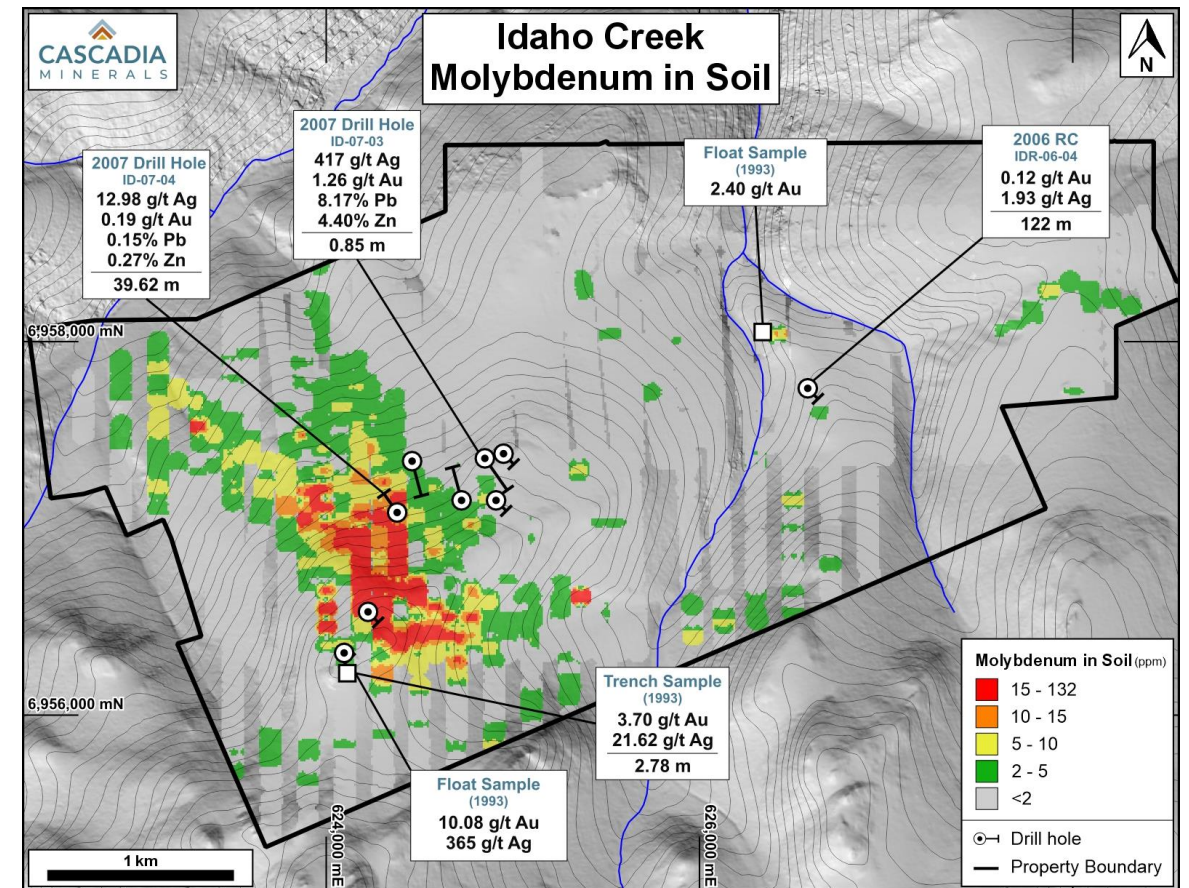 CASCADIA
MINERALS
Idaho Creek
Molybdenum in Soil
N
2007 Drill Hole
ID-07-04
12.98 g/t Ag
0.19 g/t Au
0.15% Pb
0.27% Zn
39.62 m
2007 Drill Hole
ID-07-03
417 g/t Ag
1.26 g/t Au
8.17% Pb
4.40% Zn
0.85 m
Float Sample
(1993)
2.40 g/t Au
2006 RC
IDR-06-04
0.12 g/t Au
1.93 g/t Ag
122 m
6,958,000 mN
6,956,000 mN
Trench Sample
(1993)
3.70 g/t Au
21.62 g/t Ag
2.78 m
Float Sample
(1993)
10.08 g/t Au
365 g/t Ag
624,000 mE
626,000 mE
1 km
Molybdenum in Soil (ppm)
15 - 132
10 - 15
5 - 10
2 - 5
<2
Drill hole
Property Boundary